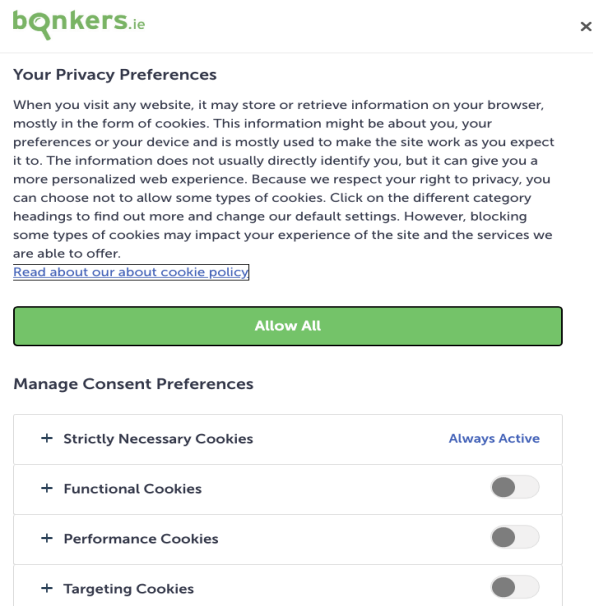 bonkers.ie
Your Privacy Preferences
When you visit any website, it may store or retrieve information on your browser,
mostly in the form of cookies. This information might be about you, your
preferences or your device and is mostly used to make the site work as you expect
it to. The information does not usually directly identify you, but it can give you a
more personalized web experience. Because we respect your right to privacy, you
can choose not to allow some types of cookies. Click on the different category
headings to find out more and change our default settings. However, blocking
some types of cookies may impact your experience of the site and the services we
are able to offer.
Read about our about cookie policy
Allow All
Manage Consent Preferences
Strictly Necessary Cookies Always Active
Functional Cookies
Performance Cookies
Targeting Cookies